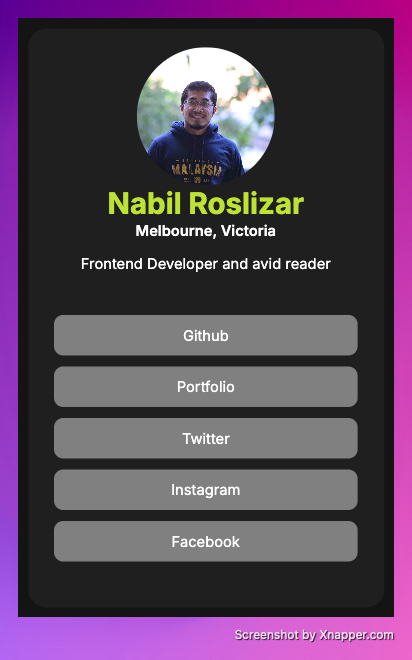 MALAYSIA
Nabil Roslizar
Melbourne, Victoria
Frontend Developer and avid reader
Github
Portfolio
Twitter
Instagram
Facebook
Screenshot by Xnapper.com